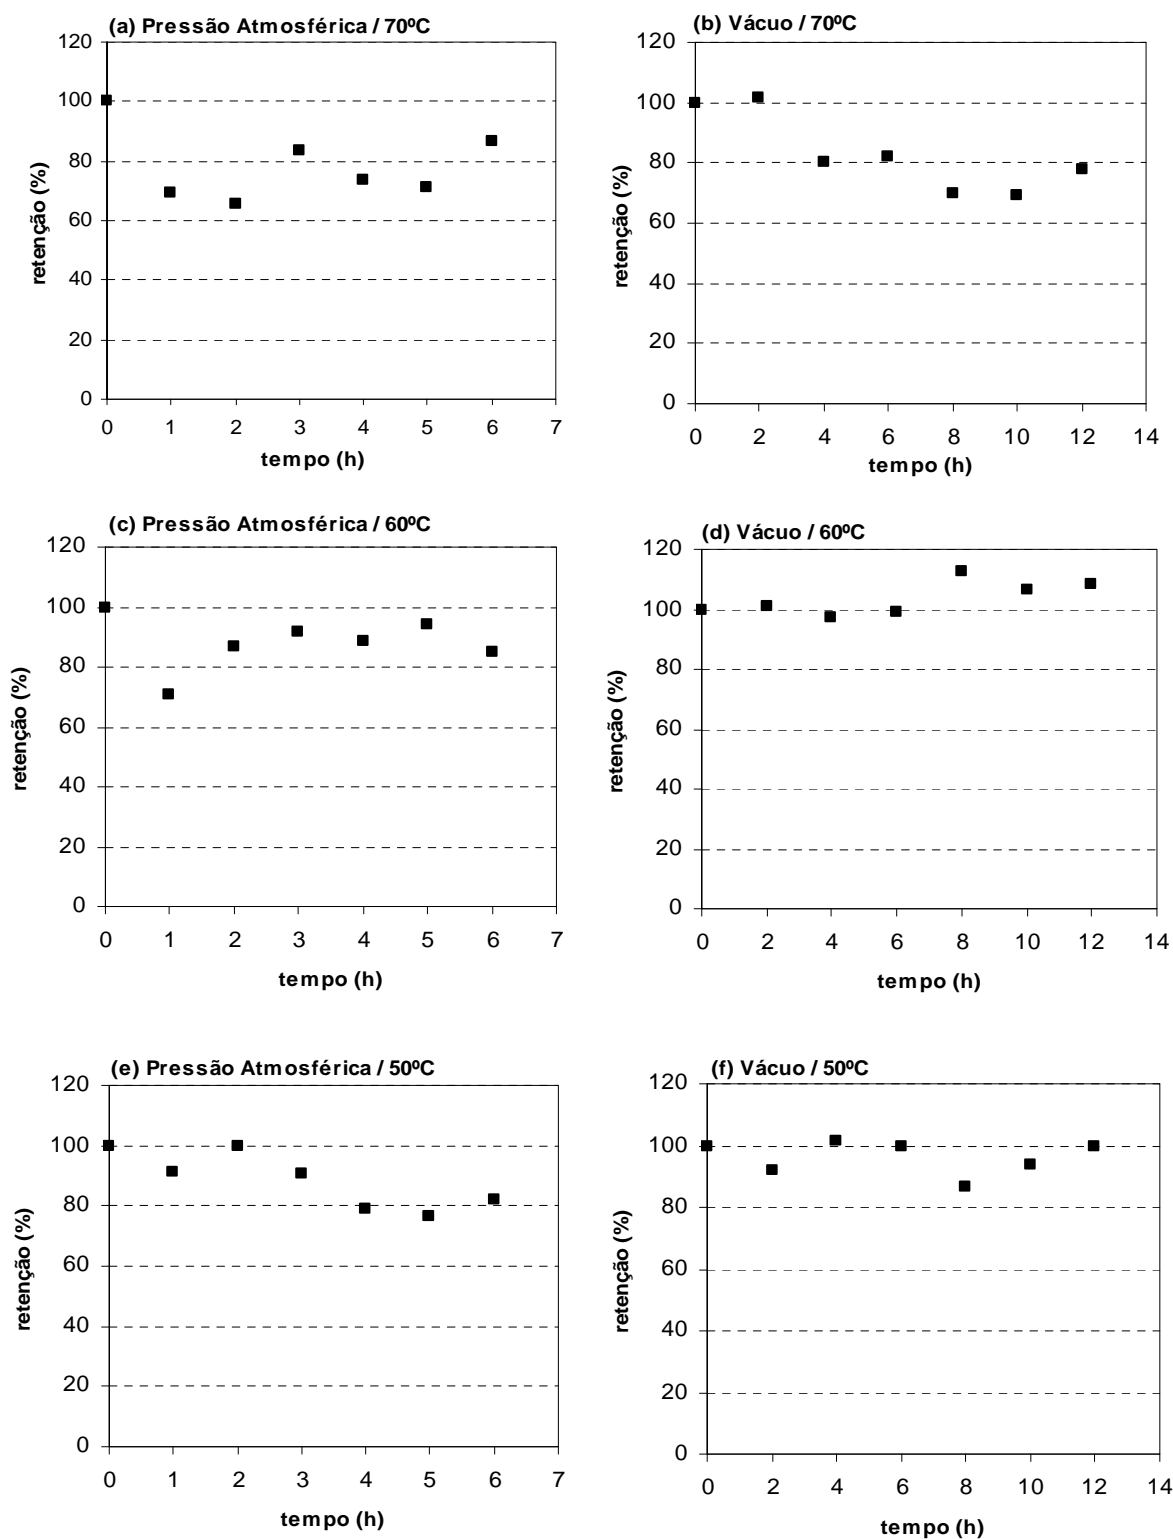 (a) Pressão Atmosférica / 70ºC
120
100
80
60
40
20
0
retenção (%)
0 1 2 3 4 5 6 7
tempo (h)
(b) Vácuo / 70ºC
120
100
80
60
40
20
0
retenção (%)
0 2 4 6 8 10 12 14
tempo (h)
(c) Pressão Atmosférica / 60ºC
120
100
80
60
40
20
0
retenção (%)
0 1 2 3 4 5 6 7
tempo (h)
(d) Vácuo / 60ºC
120
100
80
60
40
20
0
retenção (%)
0 2 4 6 8 10 12 14
tempo (h)
(e) Pressão Atmosférica / 50ºC
120
100
80
60
40
20
0
retenção (%)
0 1 2 3 4 5 6 7
tempo (h)
(f) Vácuo / 50ºC
120
100
80
60
40
20
0
retenção (%)
0 2 4 6 8 10 12 14
tempo (h)